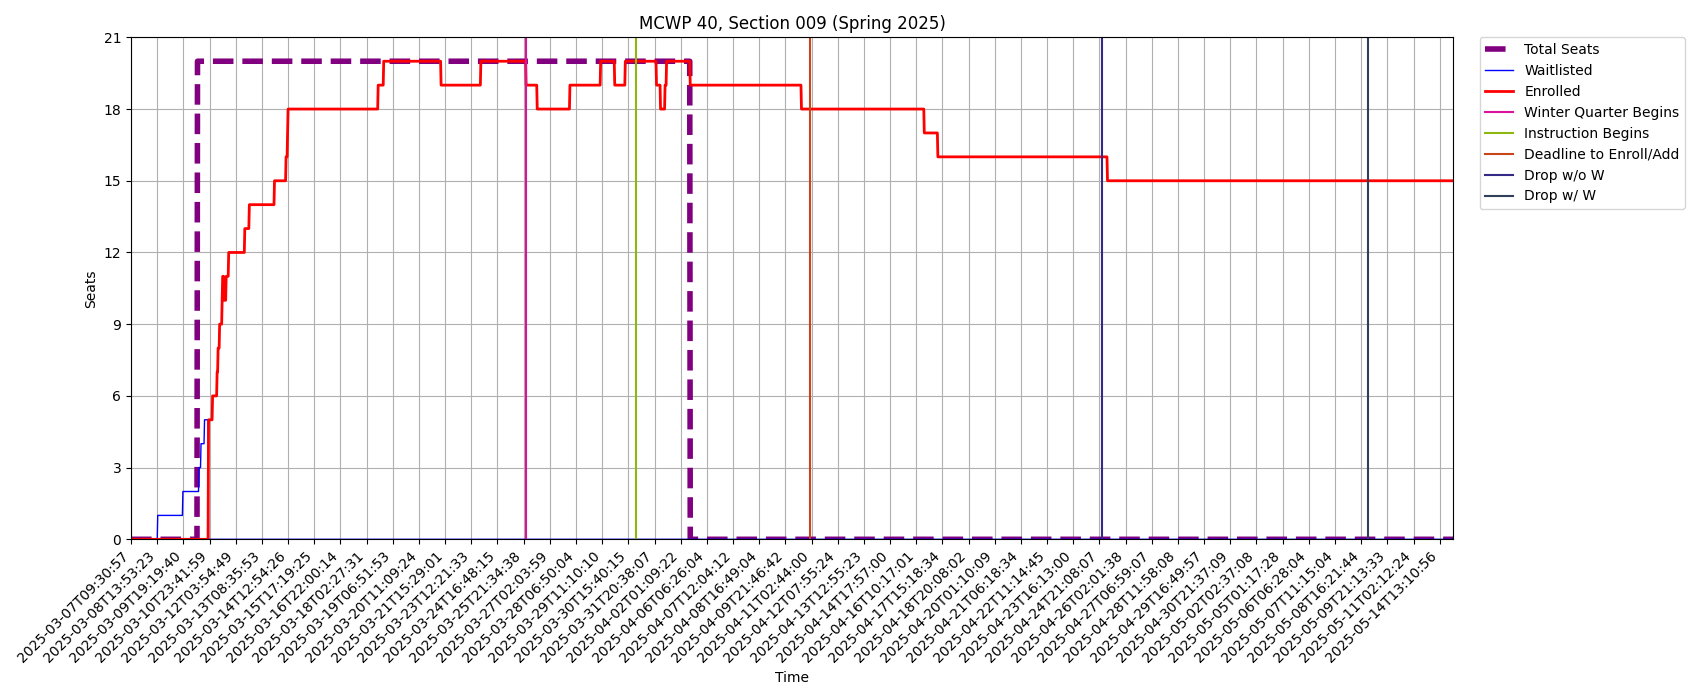 MCWP 40, Section 009 (Spring 2025)
Total Seats
Waitlisted
Enrolled
Winter Quarter Begins
Instruction Begins
Deadline to Enroll/Add
Drop w/o W
Drop w/ W
Seats
21
18
15
12
9
6
3
0
2025-03-07T09:30:57
2025-03-08T13:53:23
2025-03-09T19:19:40
2025-03-10T23:41:59
2025-03-12T03:54:49
2025-03-13T08:35:53
2025-03-14T12:54:26
2025-03-15T17:19:25
2025-03-16T22:00:14
2025-03-18T02:27:31
2025-03-19T06:51:53
2025-03-20T11:09:24
2025-03-21T15:29:01
2025-03-23T12:21:33
2025-03-24T16:48:15
2025-03-25T21:34:38
2025-03-27T02:03:59
2025-03-28T06:50:04
2025-03-29T11:10:10
2025-03-30T15:40:15
2025-03-31T20:38:07
2025-04-02T01:09:22
2025-04-06T06:26:04
2025-04-07T12:04:12
2025-04-08T16:49:04
2025-04-09T21:46:42
2025-04-11T02:44:00
2025-04-12T07:55:24
2025-04-13T12:55:23
2025-04-14T17:57:00
2025-04-16T10:17:01
2025-04-17T15:18:34
2025-04-18T20:08:02
2025-04-20T01:10:09
2025-04-21T06:18:34
2025-04-22T11:14:45
2025-04-23T16:13:00
2025-04-24T21:08:07
2025-04-26T02:01:38
2025-04-27T06:59:07
2025-04-28T11:58:08
2025-04-29T16:49:57
2025-04-30T21:37:09
2025-05-02T02:37:08
2025-05-05T01:17:28
2025-05-06T06:28:04
2025-05-07T11:15:04
2025-05-08T16:21:44
2025-05-09T21:13:33
2025-05-11T02:12:24
2025-05-14T13:10:56
Time